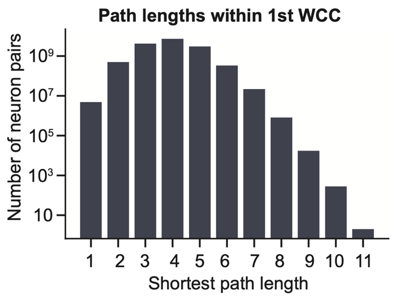 Path lengths within 1st WCC
Number of neuron pairs
10⁹
10⁷
10⁵
10³
10
1 2 3 4 5 6 7 8 9 10 11
Shortest path length